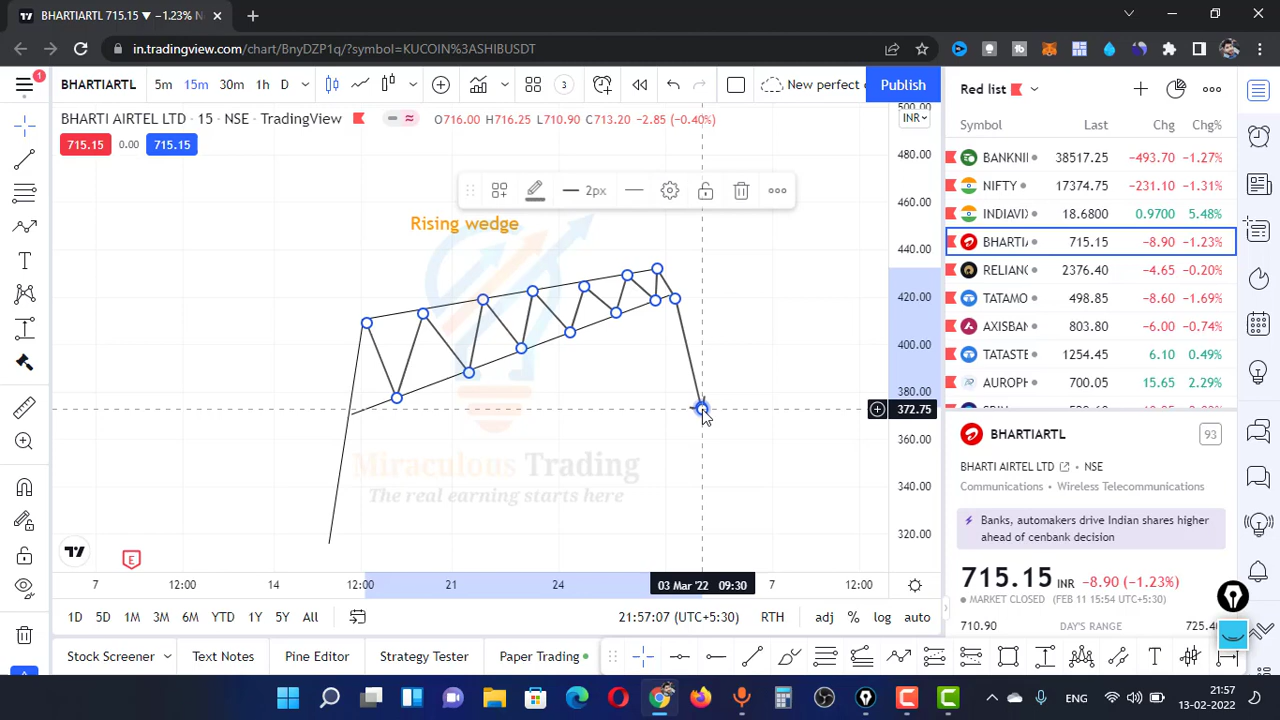 BHARTIARTL 715.15 ▼ −1.23% N
in.tradingview.com/chart/BnyDZP1q/?symbol=KUCOIN%3ASHIBUSDT
1
BHARTIARTL 5m 15m 30m 1h D 3 New perfect c Publish
BHARTI AIRTEL LTD · 15 · NSE · TradingView O716.00 H716.25 L710.90 C713.20 −2.85 (−0.40%)
715.15 0.00 715.15
2px
Rising wedge
Miraculous Trading
The real earning starts here
500.00
INR
480.00
460.00
440.00
420.00
400.00
380.00
372.75
360.00
340.00
320.00
E
7 12:00 14 12:00 21 24 03 Mar '22 09:30 7 12:00
1D 5D 1M 3M 6M YTD 1Y 5Y All 21:57:07 (UTC+5:30) RTH adj % log auto
Stock Screener Text Notes Pine Editor Strategy Tester Paper Trading
Red list
Symbol Last Chg Chg%
BANKNI 38517.25 −493.70 −1.27%
NIFTY 17374.75 −231.10 −1.31%
INDIAVIX 18.6800 0.9700 5.48%
BHARTIA 715.15 −8.90 −1.23%
RELIANC 2376.40 −4.65 −0.20%
TATAMO 498.85 −8.60 −1.69%
AXISBAN 803.80 −6.00 −0.74%
TATASTE 1254.45 6.10 0.49%
AUROPH 700.05 15.65 2.29%
BHARTIARTL 93
BHARTI AIRTEL LTD · NSE
Communications · Wireless Telecommunications
Banks, automakers drive Indian shares higher
ahead of cenbank decision
715.15 INR −8.90 (−1.23%)
MARKET CLOSED (FEB 11 15:54 UTC+5:30)
710.90 DAY'S RANGE 725.40
ENG 21:57
13-02-2022